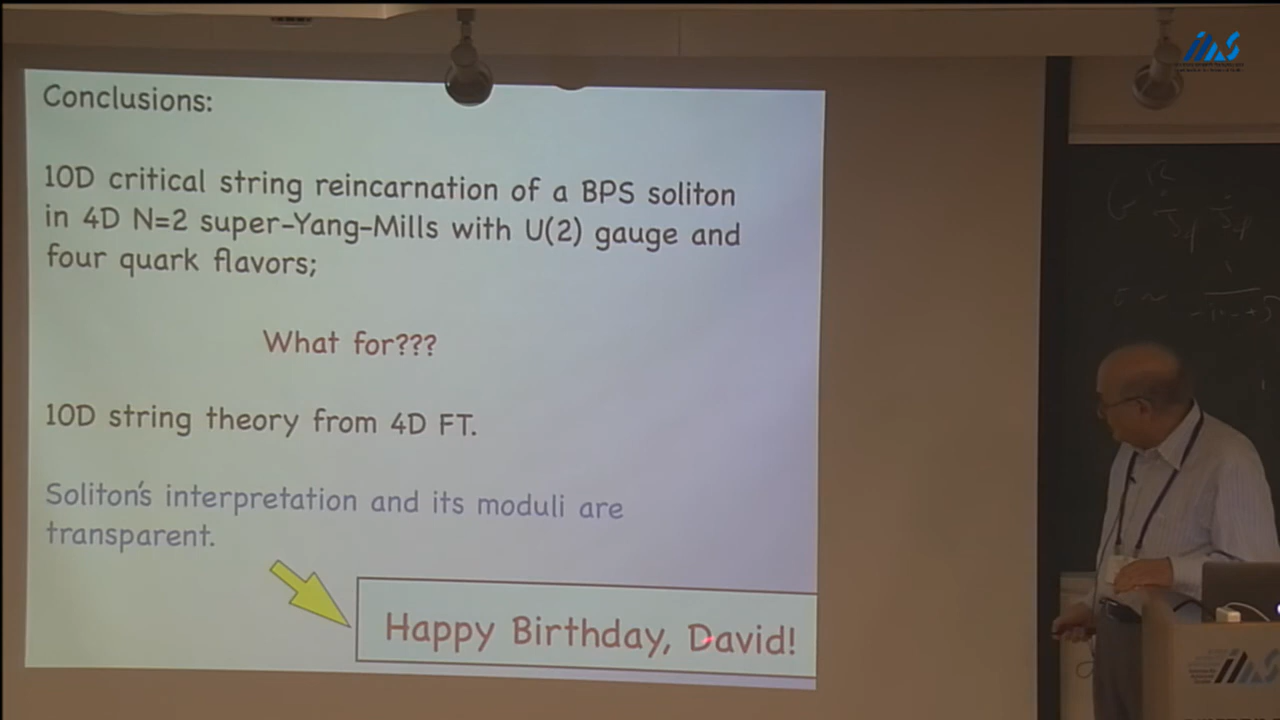 Conclusions:
10D critical string reincarnation of a BPS soliton
in 4D N=2 super-Yang-Mills with U(2) gauge and
four quark flavors;
What for???
10D string theory from 4D FT.
Soliton's interpretation and its moduli are
transparent.
Happy Birthday, David!